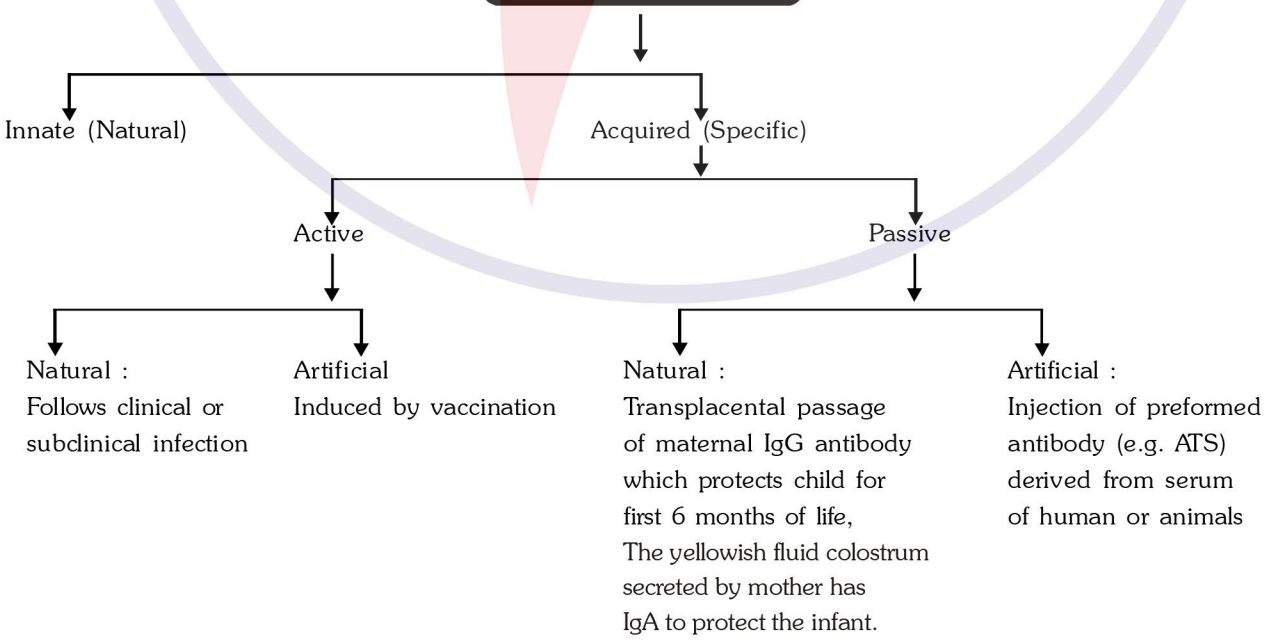 Innate (Natural)
Acquired (Specific)
Active
Passive
Natural :
Follows clinical or
subclinical infection
Artificial
Induced by vaccination
Natural :
Transplacental passage
of maternal IgG antibody
which protects child for
first 6 months of life,
The yellowish fluid colostrum
secreted by mother has
IgA to protect the infant.
Artificial :
Injection of preformed
antibody (e.g. ATS)
derived from serum
of human or animals